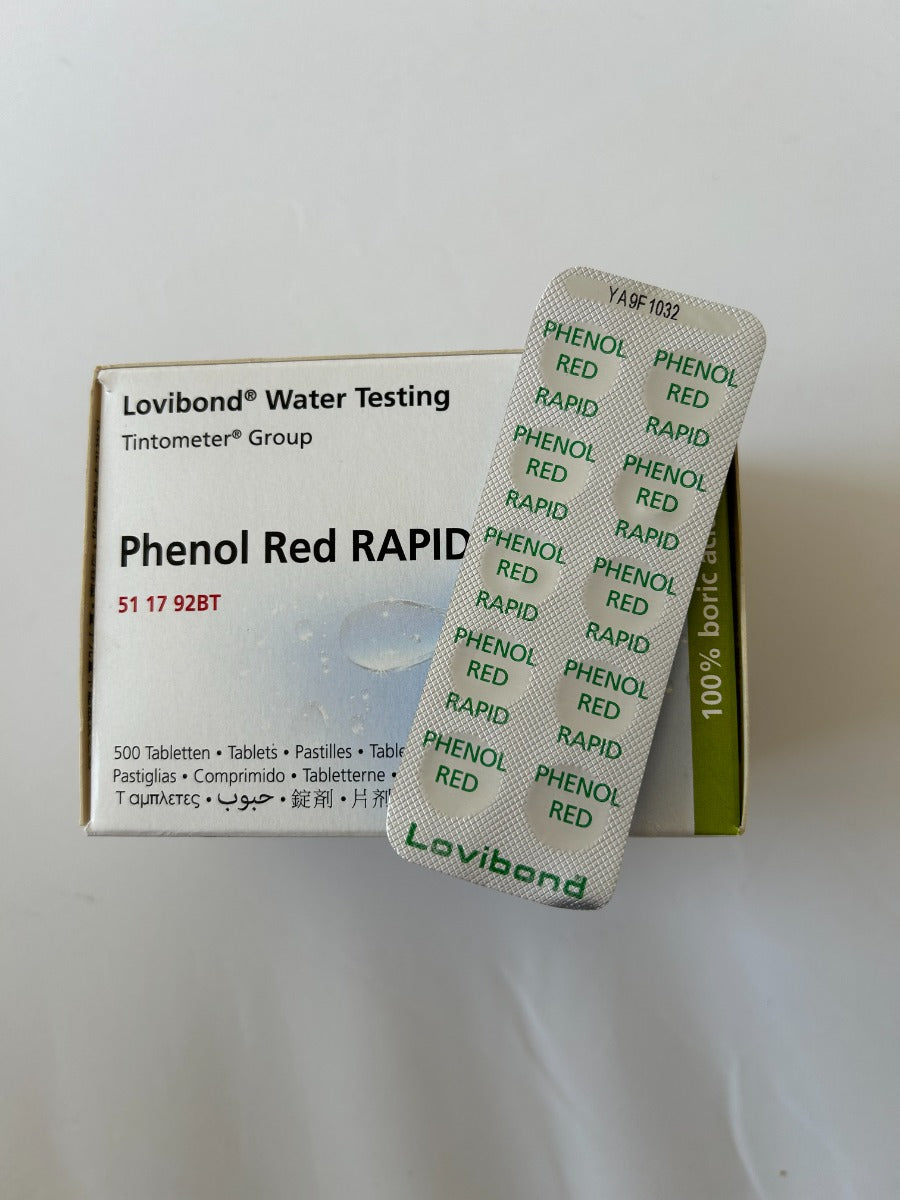 Lovibond® Water Testing
Tintometer® Group
Phenol Red RAPID
51 17 92BT
500 Tabletten • Tablets • Pastilles •
Pastiglias • Comprimido • Tabletterne •
Ταμπλετες • حبوب • 錠剤 • 片剂
100% boric
YA9F1032
PHENOL
RED
RAPID
PHENOL
RED
RAPID
PHENOL
RED
RAPID
PHENOL
RED
RAPID
PHENOL
RED
RAPID
PHENOL
RED
RAPID
PHENOL
RED
RAPID
PHENOL
RED
RAPID
PHENOL
RED
PHENOL
RED
Lovibond®